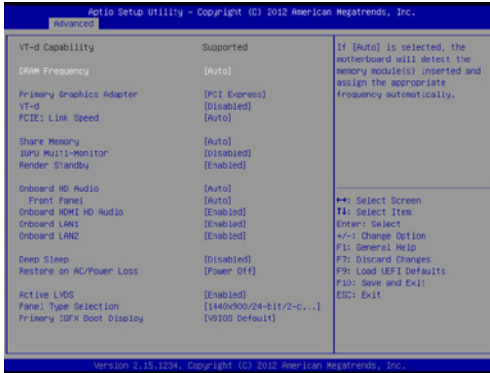 Aptio Setup Utility - Copyright (C) 2012 American Megatrends, Inc.
Advanced
VT-d Capability Supported
DRAM Frequency [Auto]
Primary Graphics Adapter [PCI Express]
VT-d [Disabled]
PCIE1 Link Speed [Auto]
Share Memory [Auto]
IGPU Multi-Monitor [Disabled]
Render Standby [Enabled]
Onboard HD Audio [Auto]
Front Panel [Auto]
Onboard HDMI HD Audio [Enabled]
Onboard LAN1 [Enabled]
Onboard LAN2 [Enabled]
Deep Sleep [Disabled]
Restore on AC/Power Loss [Power Off]
Active LVDS [Enabled]
Panel Type Selection [1440x900/24-bit/2-c...]
Primary IGFX Boot Display [VBIOS Default]
If [Auto] is selected, the
motherboard will detect the
memory module(s) inserted and
assign the appropriate
frequency automatically.
↔: Select Screen
↑↓: Select Item
Enter: Select
+/-: Change Option
F1: General Help
F7: Discard Changes
F9: Load UEFI Defaults
F10: Save and Exit
ESC: Exit
Version 2.15.1234. Copyright (C) 2012 American Megatrends, Inc.